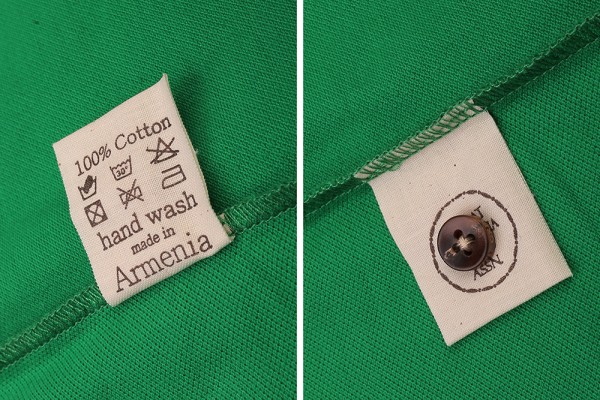 100% Cotton
30°
hand wash
made in
Armenia